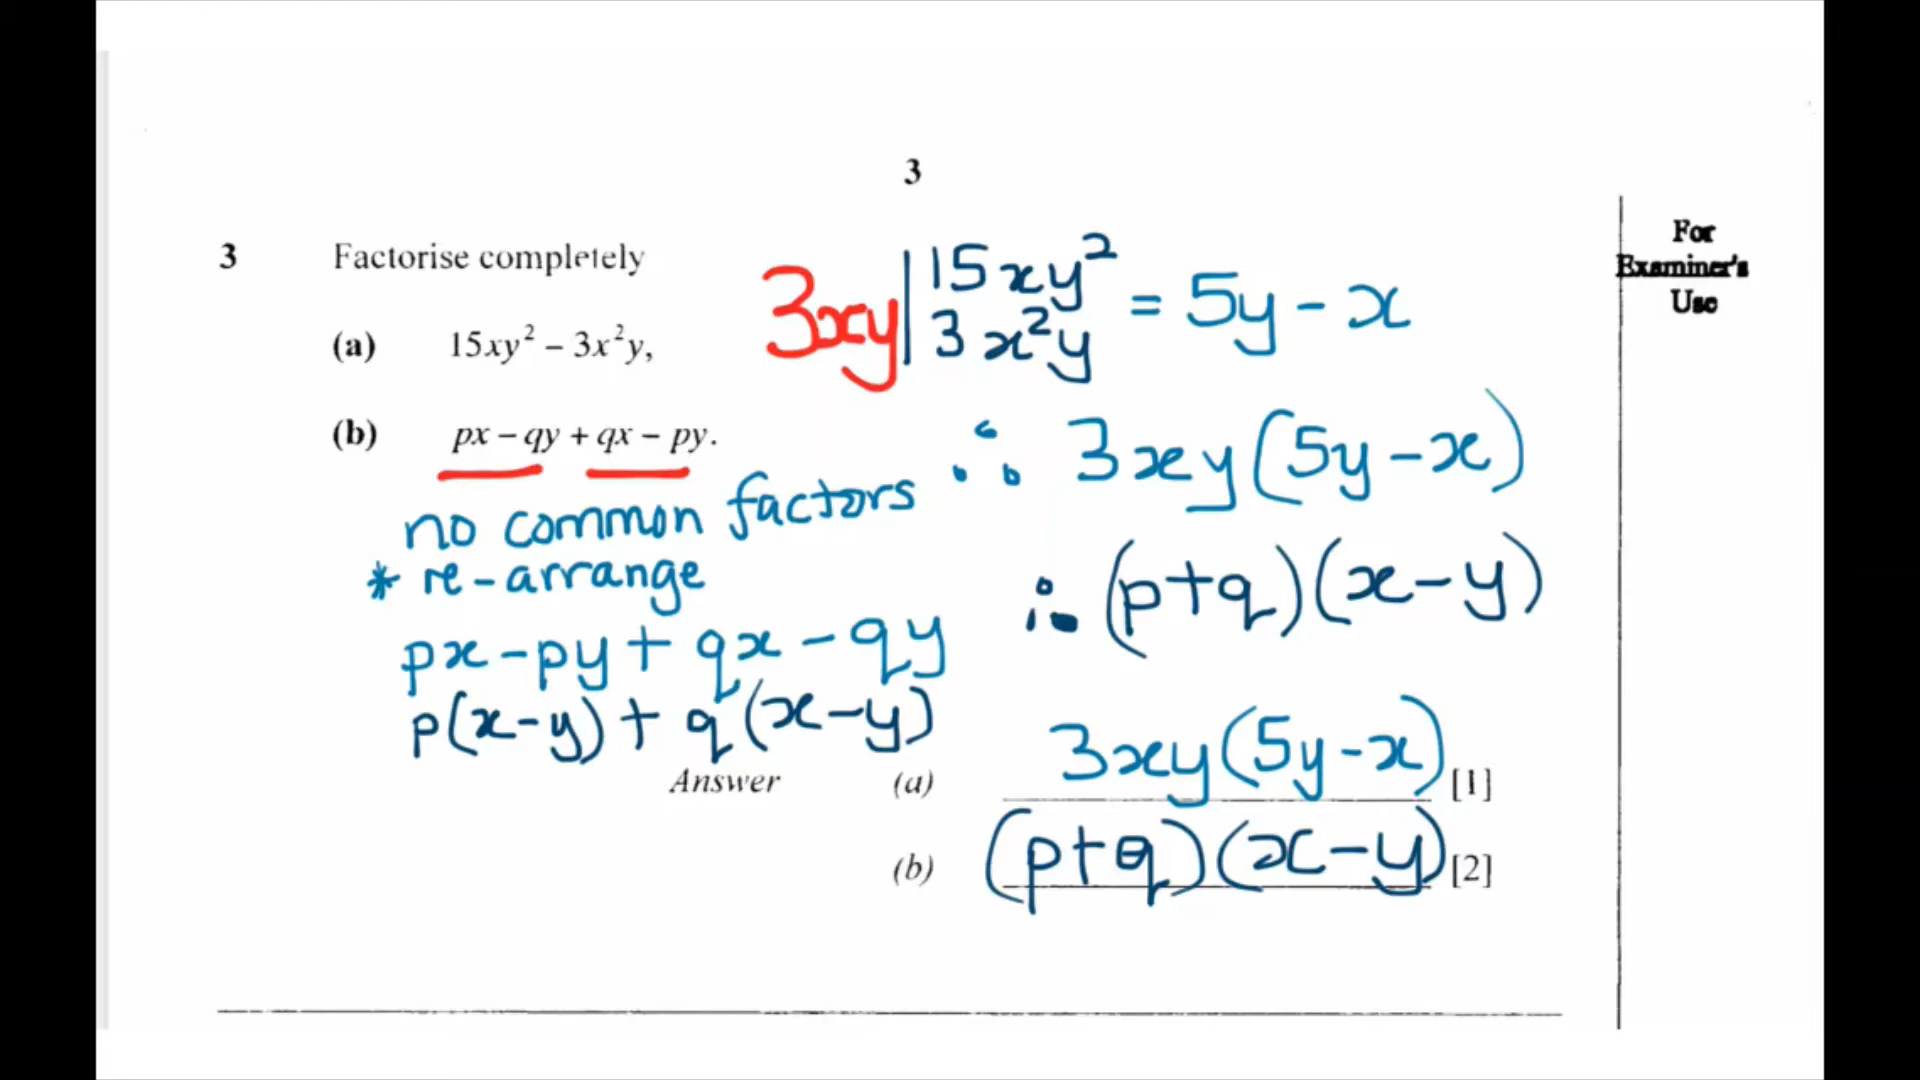 3
For
Examiner's
Use
3 Factorise completely
3xy | 15xy² = 5y - x
3x²y
(a) 15xy² – 3x²y,
(b) px – qy + qx – py.
∴ 3xy(5y-x)
no common factors
* re-arrange
∴ (p+q)(x-y)
px-py+qx-qy
p(x-y)+q(x-y)
Answer (a) 3xy(5y-x) [1]
(b) (p+q)(x-y) [2]